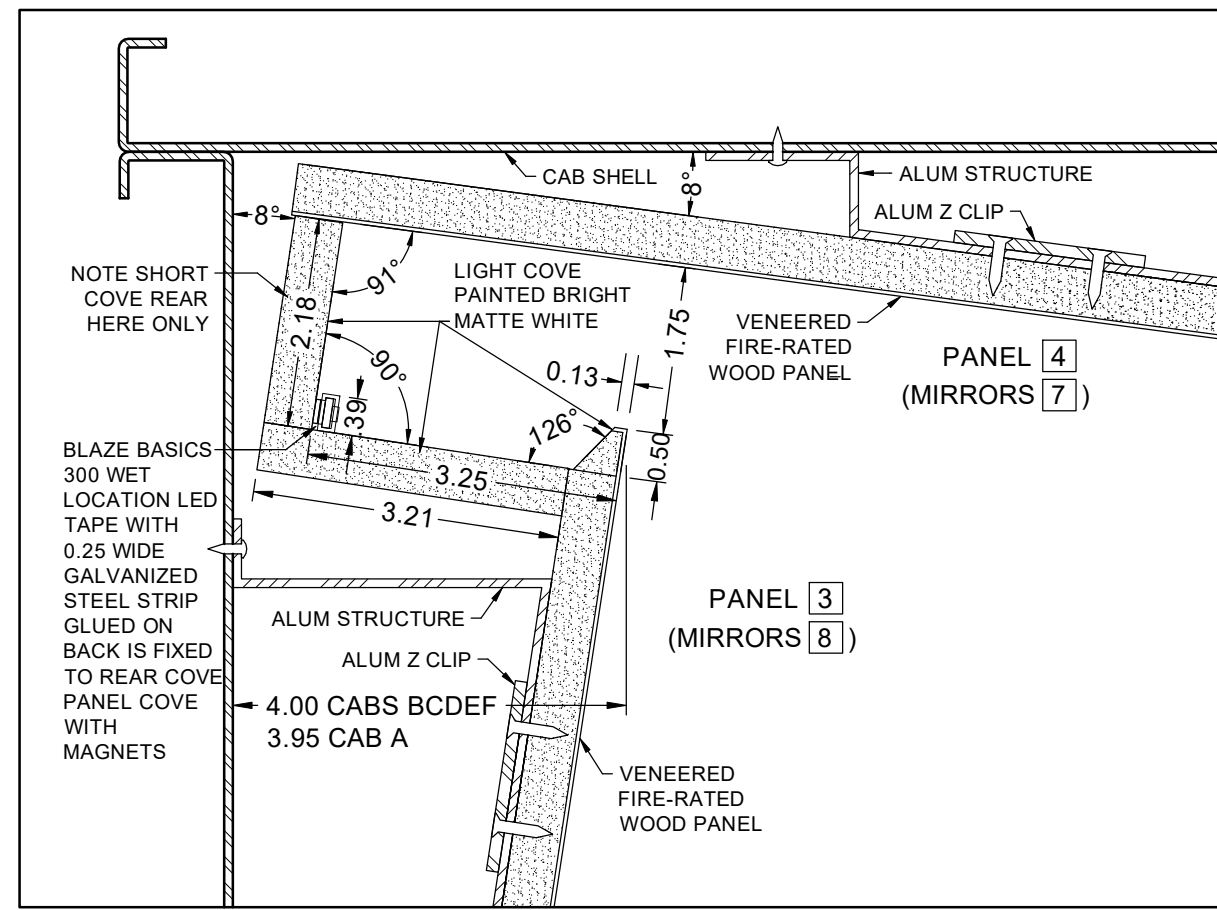 CAB SHELL
8°
ALUM STRUCTURE
ALUM Z CLIP
8°
NOTE SHORT
COVE REAR
HERE ONLY
91°
LIGHT COVE
PAINTED BRIGHT
MATTE WHITE
2.18
90°
.39
1.75
0.13
VENEERED
FIRE-RATED
WOOD PANEL
PANEL 4
(MIRRORS 7)
126°
0.50
3.25
3.21
BLAZE BASICS
300 WET
LOCATION LED
TAPE WITH
0.25 WIDE
GALVANIZED
STEEL STRIP
GLUED ON
BACK IS FIXED
TO REAR COVE
PANEL COVE
WITH
MAGNETS
ALUM STRUCTURE
ALUM Z CLIP
PANEL 3
(MIRRORS 8)
4.00 CABS BCDEF
3.95 CAB A
VENEERED
FIRE-RATED
WOOD PANEL